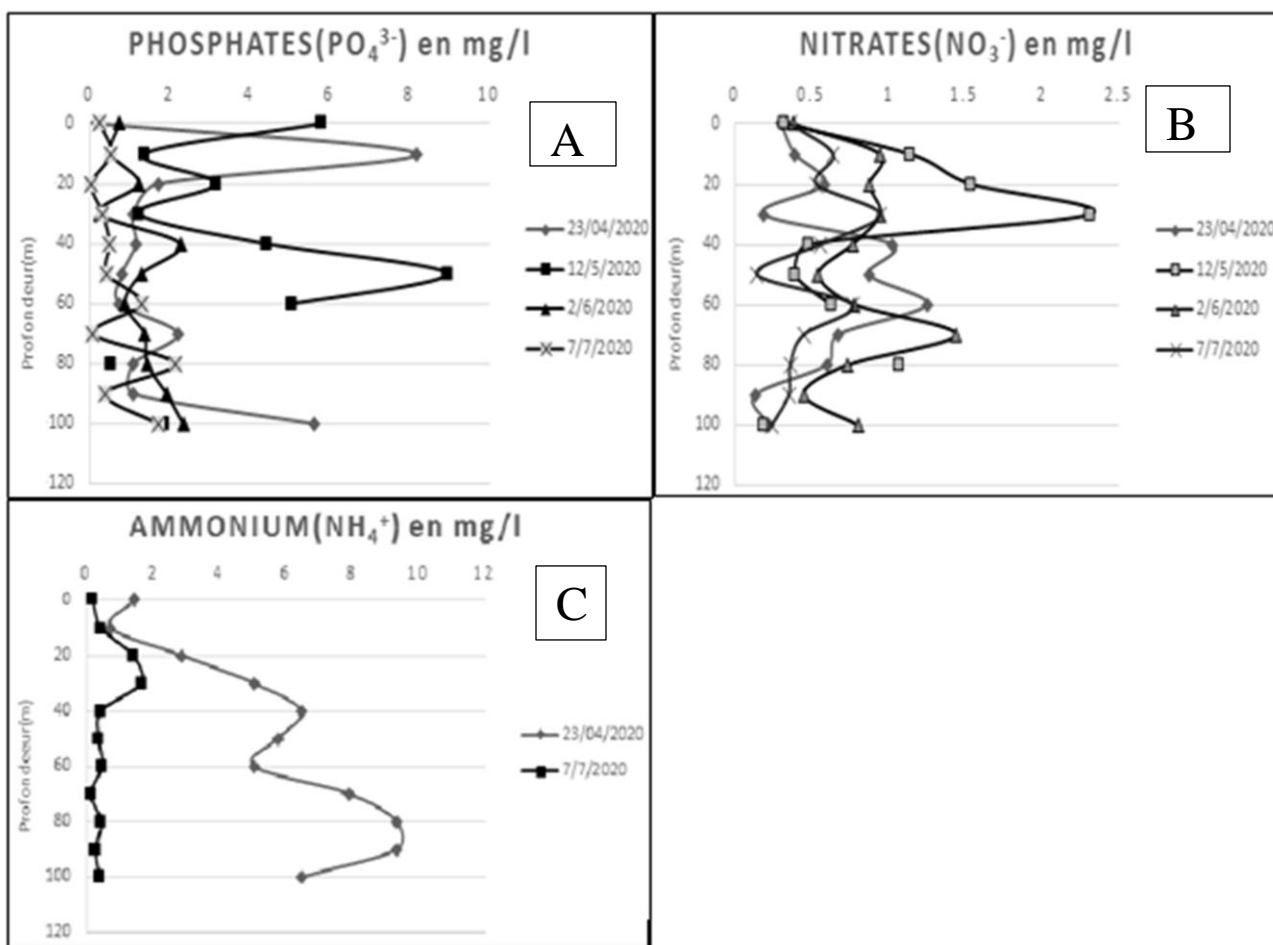 PHOSPHATES(PO₄³⁻) en mg/l
0 2 4 6 8 10
A
0
20
40
60
80
100
120
Profondeur(m)
23/04/2020
12/5/2020
2/6/2020
7/7/2020
NITRATES(NO₃⁻) en mg/l
0 0.5 1 1.5 2 2.5
B
0
20
40
60
80
100
120
Profondeur(m)
23/04/2020
12/5/2020
2/6/2020
7/7/2020
AMMONIUM(NH₄⁺) en mg/l
0 2 4 6 8 10 12
C
0
20
40
60
80
100
120
Profondeeur(m)
23/04/2020
7/7/2020